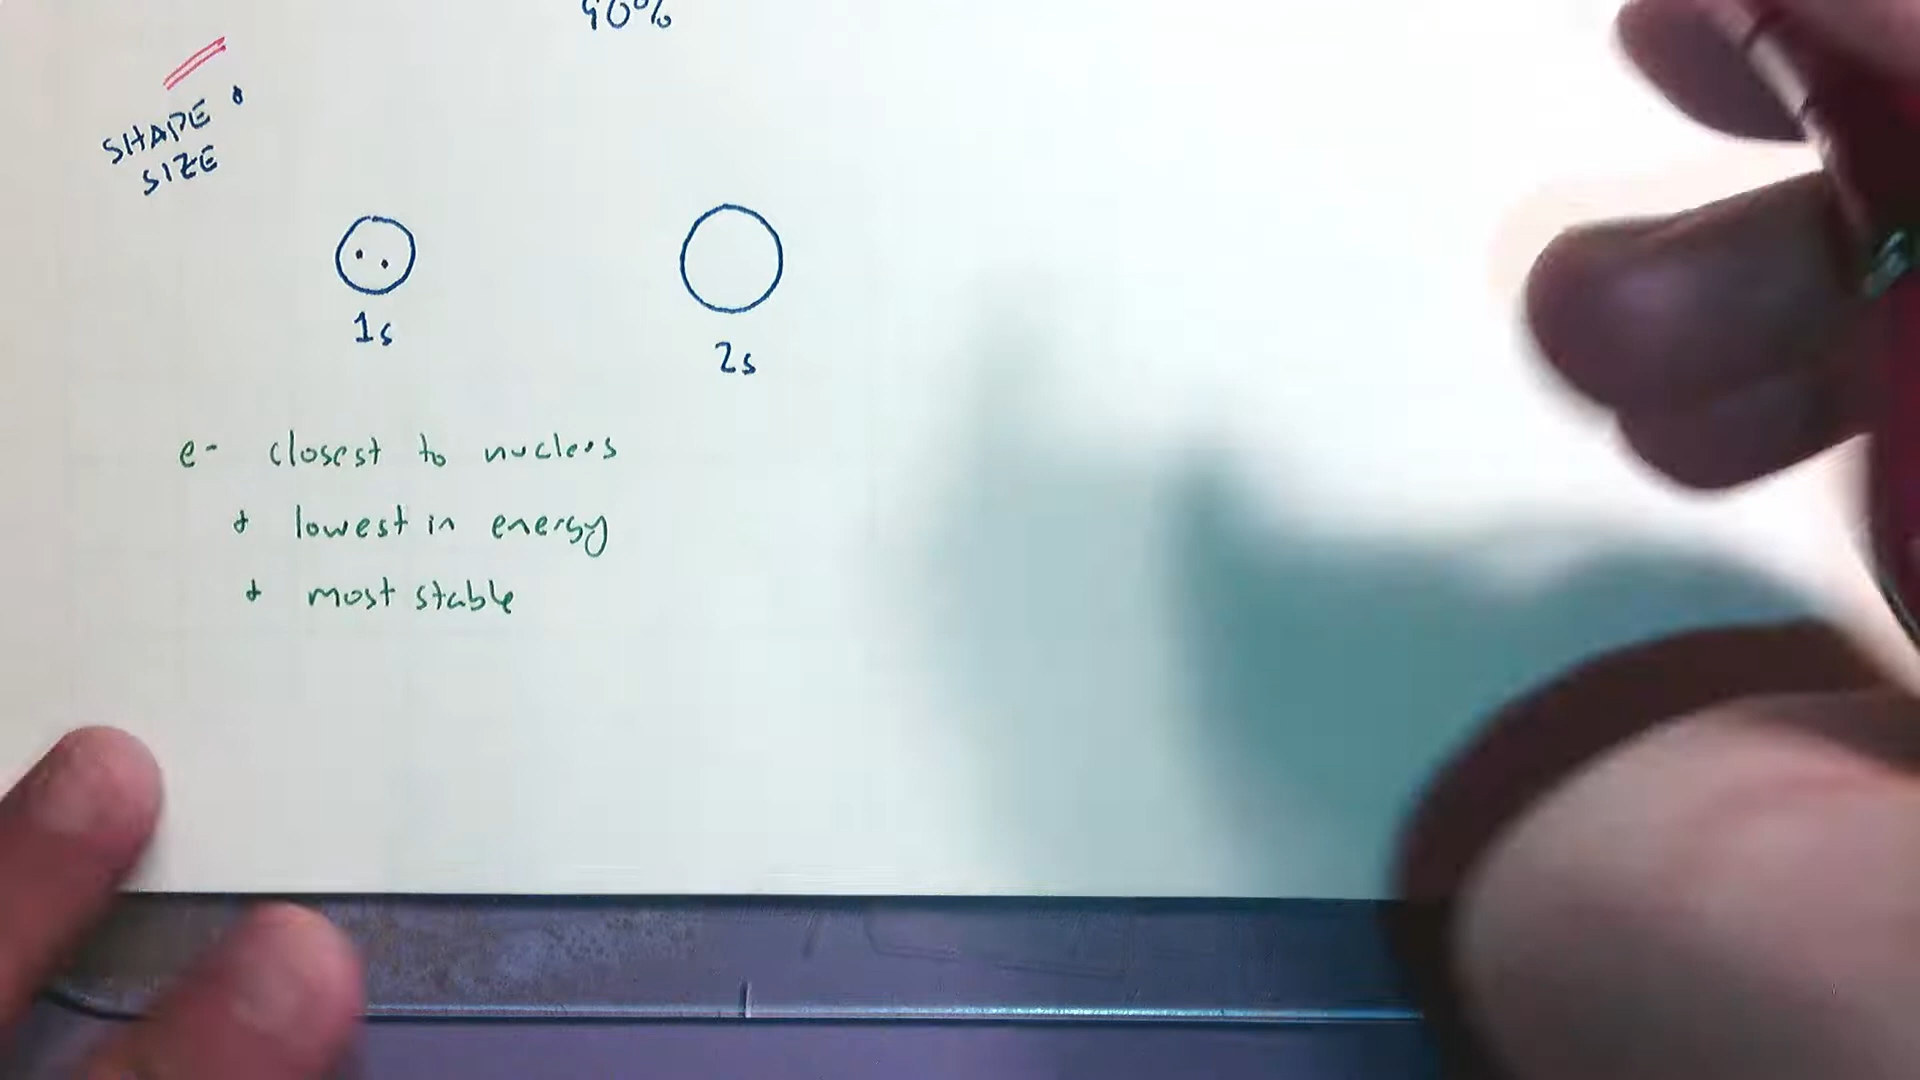 90%
SHAPE
SIZE
1s
2s
e- closest to nucleus
+ lowest in energy
+ most stable